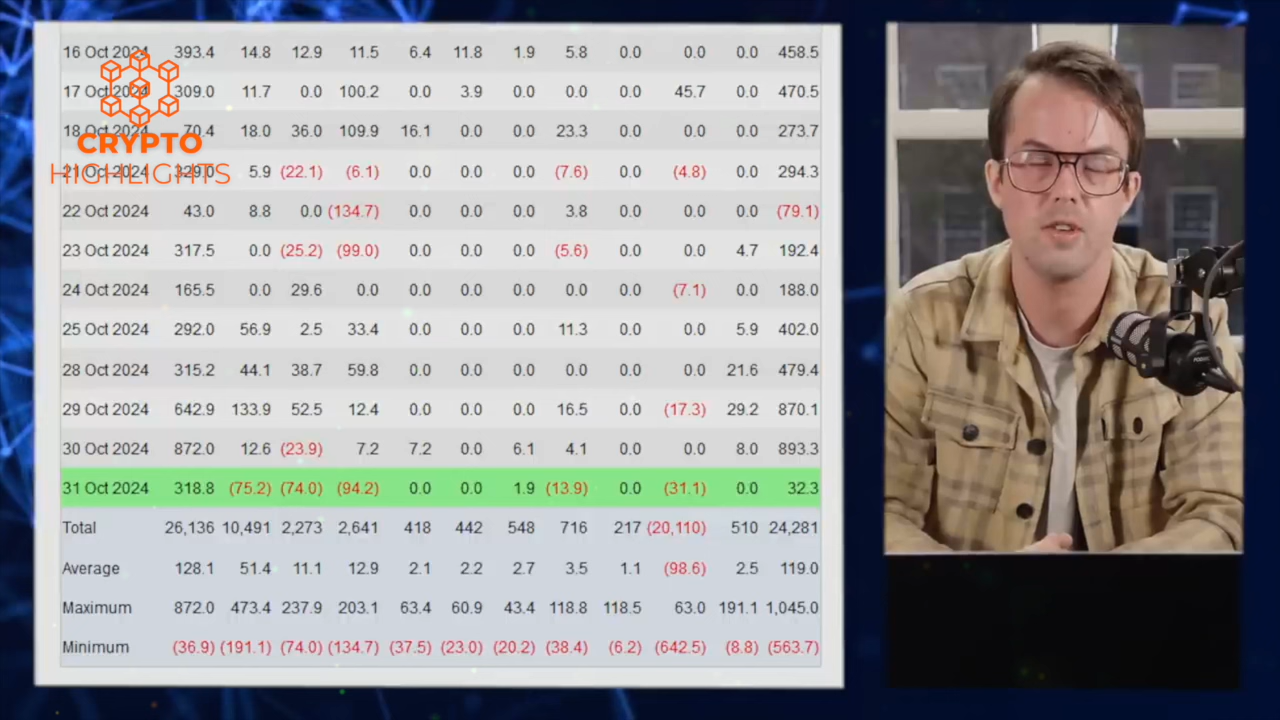 16 Oct 2024 393.4 14.8 12.9 11.5 6.4 11.8 1.9 5.8 0.0 0.0 0.0 458.5
17 Oct 2024 309.0 11.7 0.0 100.2 0.0 3.9 0.0 0.0 0.0 45.7 0.0 470.5
18 Oct 2024 70.4 18.0 36.0 109.9 16.1 0.0 0.0 23.3 0.0 0.0 0.0 273.7
CRYPTO
HIGHLIGHTS
21 Oct 2024 329.0 5.9 (22.1) (6.1) 0.0 0.0 0.0 (7.6) 0.0 (4.8) 0.0 294.3
22 Oct 2024 43.0 8.8 0.0 (134.7) 0.0 0.0 0.0 3.8 0.0 0.0 0.0 (79.1)
23 Oct 2024 317.5 0.0 (25.2) (99.0) 0.0 0.0 0.0 (5.6) 0.0 0.0 4.7 192.4
24 Oct 2024 165.5 0.0 29.6 0.0 0.0 0.0 0.0 0.0 0.0 (7.1) 0.0 188.0
25 Oct 2024 292.0 56.9 2.5 33.4 0.0 0.0 0.0 11.3 0.0 0.0 5.9 402.0
28 Oct 2024 315.2 44.1 38.7 59.8 0.0 0.0 0.0 0.0 0.0 0.0 21.6 479.4
29 Oct 2024 642.9 133.9 52.5 12.4 0.0 0.0 0.0 16.5 0.0 (17.3) 29.2 870.1
30 Oct 2024 872.0 12.6 (23.9) 7.2 7.2 0.0 6.1 4.1 0.0 0.0 8.0 893.3
31 Oct 2024 318.8 (75.2) (74.0) (94.2) 0.0 0.0 1.9 (13.9) 0.0 (31.1) 0.0 32.3
Total 26,136 10,491 2,273 2,641 418 442 548 716 217 (20,110) 510 24,281
Average 128.1 51.4 11.1 12.9 2.1 2.2 2.7 3.5 1.1 (98.6) 2.5 119.0
Maximum 872.0 473.4 237.9 203.1 63.4 60.9 43.4 118.8 118.5 63.0 191.1 1,045.0
Minimum (36.9) (191.1) (74.0) (134.7) (37.5) (23.0) (20.2) (38.4) (6.2) (642.5) (8.8) (563.7)